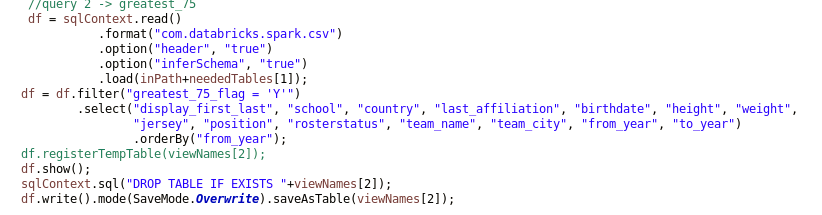 //query 2 -> greatest_75
df = sqlContext.read()
.format("com.databricks.spark.csv")
.option("header", "true")
.option("inferSchema", "true")
.load(inPath+neededTables[1]);
df = df.filter("greatest_75_flag = 'Y'")
.select("display_first_last", "school", "country", "last_affiliation", "birthdate", "height", "weight",
"jersey", "position", "rosterstatus", "team_name", "team_city", "from_year", "to_year")
.orderBy("from_year");
df.registerTempTable(viewNames[2]);
df.show();
sqlContext.sql("DROP TABLE IF EXISTS "+viewNames[2]);
df.write().mode(SaveMode.Overwrite).saveAsTable(viewNames[2]);